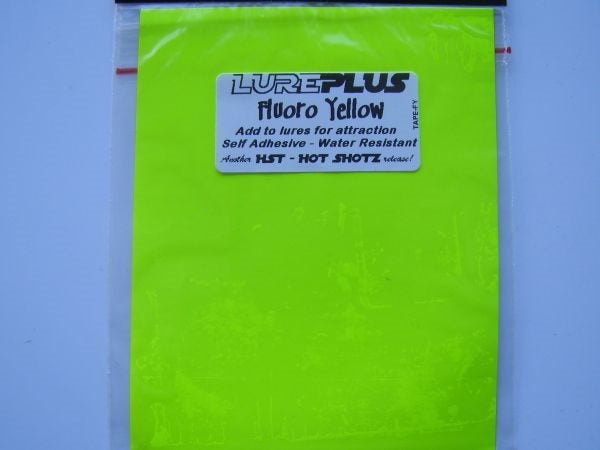 LUREPLUS
Fluoro Yellow
Add to lures for attraction
Self Adhesive - Water Resistant
Another HST - HOT SHOTZ release!
TAPE-FY